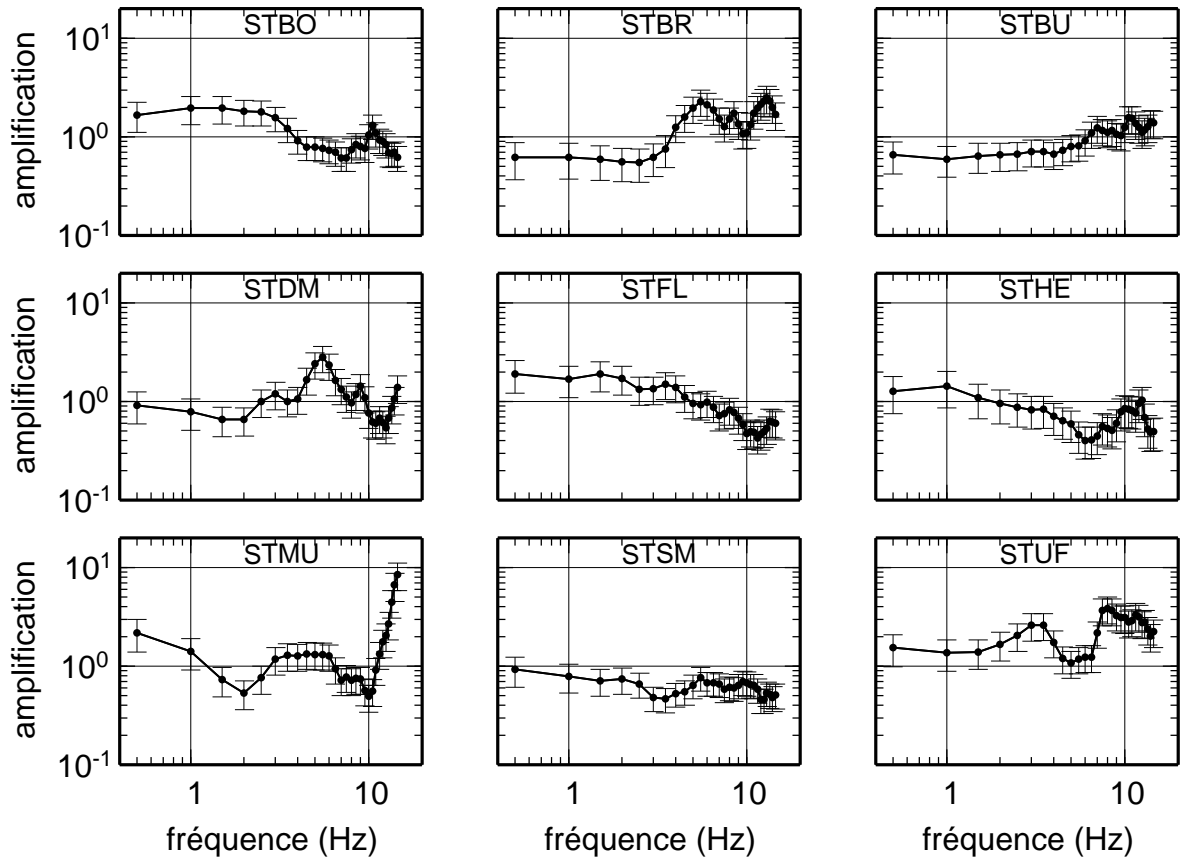 STBO STBR STBU
10^1
10^0
10^-1
amplification
STDM STFL STHE
10^1
10^0
10^-1
amplification
STMU STSM STUF
10^1
10^0
10^-1
amplification
1 10 1 10 1 10
fréquence (Hz) fréquence (Hz) fréquence (Hz)